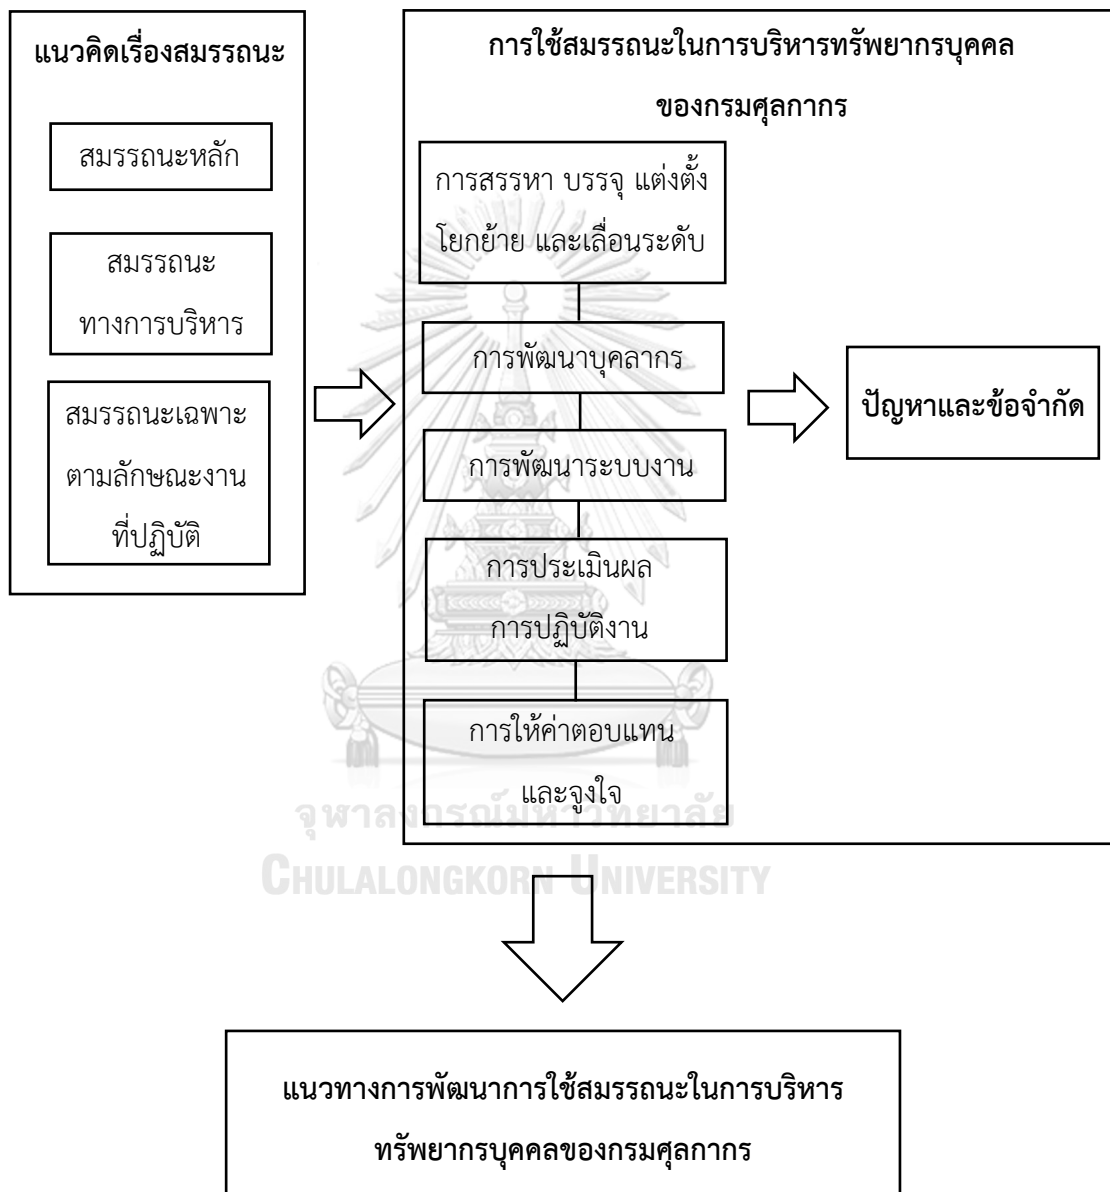 แนวคิดเรื่องสมรรถนะ
สมรรถนะหลัก
สมรรถนะ
ทางการบริหาร
สมรรถนะเฉพาะ
ตามลักษณะงาน
ที่ปฏิบัติ
การใช้สมรรถนะในการบริหารทรัพยากรบุคคล
ของกรมศุลกากร
การสรรหา บรรจุ แต่งตั้ง
โยกย้าย และเลื่อนระดับ
การพัฒนาบุคลากร
การพัฒนาระบบงาน
การประเมินผล
การปฏิบัติงาน
การให้ค่าตอบแทน
และจูงใจ
ปัญหาและข้อจำกัด
จุฬาลงกรณ์มหาวิทยาลัย
CHULALONGKORN UNIVERSITY
แนวทางการพัฒนาการใช้สมรรถนะในการบริหาร
ทรัพยากรบุคคลของกรมศุลกากร